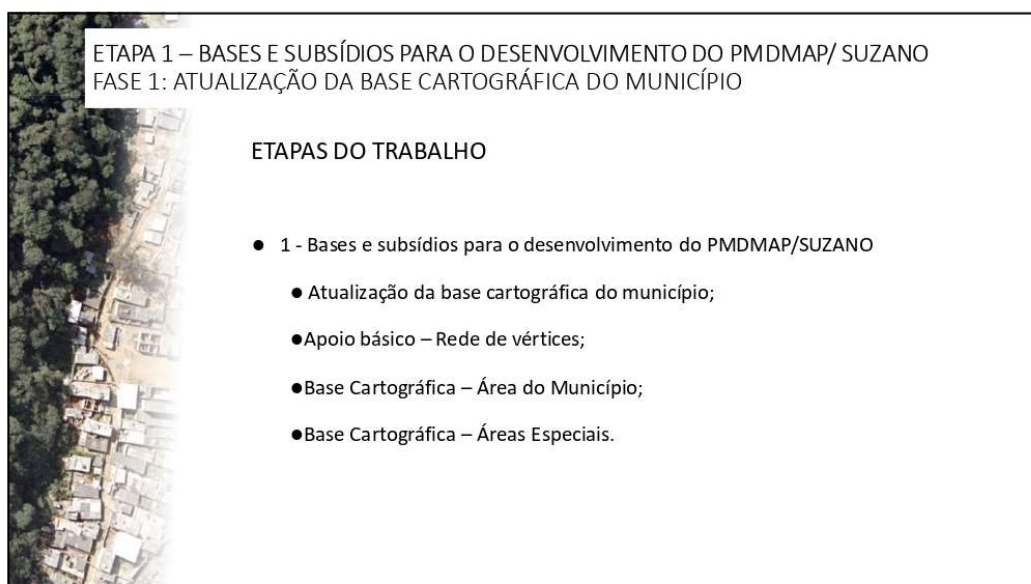 ETAPA 1 – BASES E SUBSÍDIOS PARA O DESENVOLVIMENTO DO PMDMAP/ SUZANO
FASE 1: ATUALIZAÇÃO DA BASE CARTOGRÁFICA DO MUNICÍPIO
ETAPAS DO TRABALHO
● 1 - Bases e subsídios para o desenvolvimento do PMDMAP/SUZANO
● Atualização da base cartográfica do município;
●Apoio básico – Rede de vértices;
●Base Cartográfica – Área do Município;
●Base Cartográfica – Áreas Especiais.